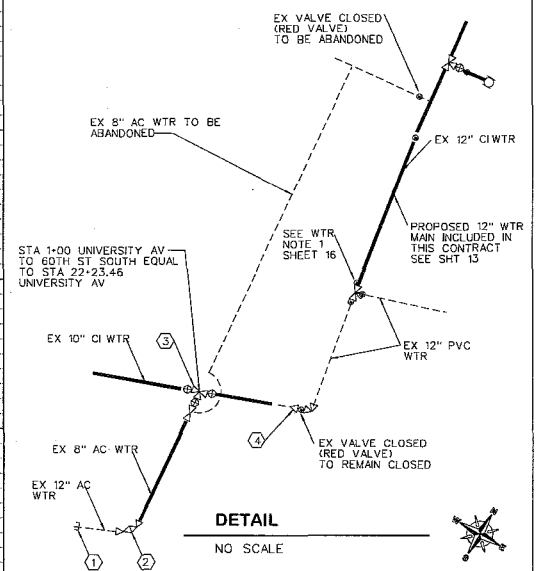 EX VALVE CLOSED
(RED VALVE)
TO BE ABANDONED
EX 8" AC WTR TO BE
ABANDONED
EX 12" CI WTR
SEE WTR
NOTE 1
SHEET 16
PROPOSED 12" WTR
MAIN INCLUDED IN
THIS CONTRACT
SEE SHT 13
STA 1+00 UNIVERSITY AV
TO 60TH ST SOUTH EQUAL
TO STA 22+23.46
UNIVERSITY AV
EX 10" CI WTR
3
EX 12" PVC
WTR
4
EX VALVE CLOSED
(RED VALVE)
TO REMAIN CLOSED
EX 8" AC WTR
EX 12" AC
WTR
1
2
DETAIL
NO SCALE